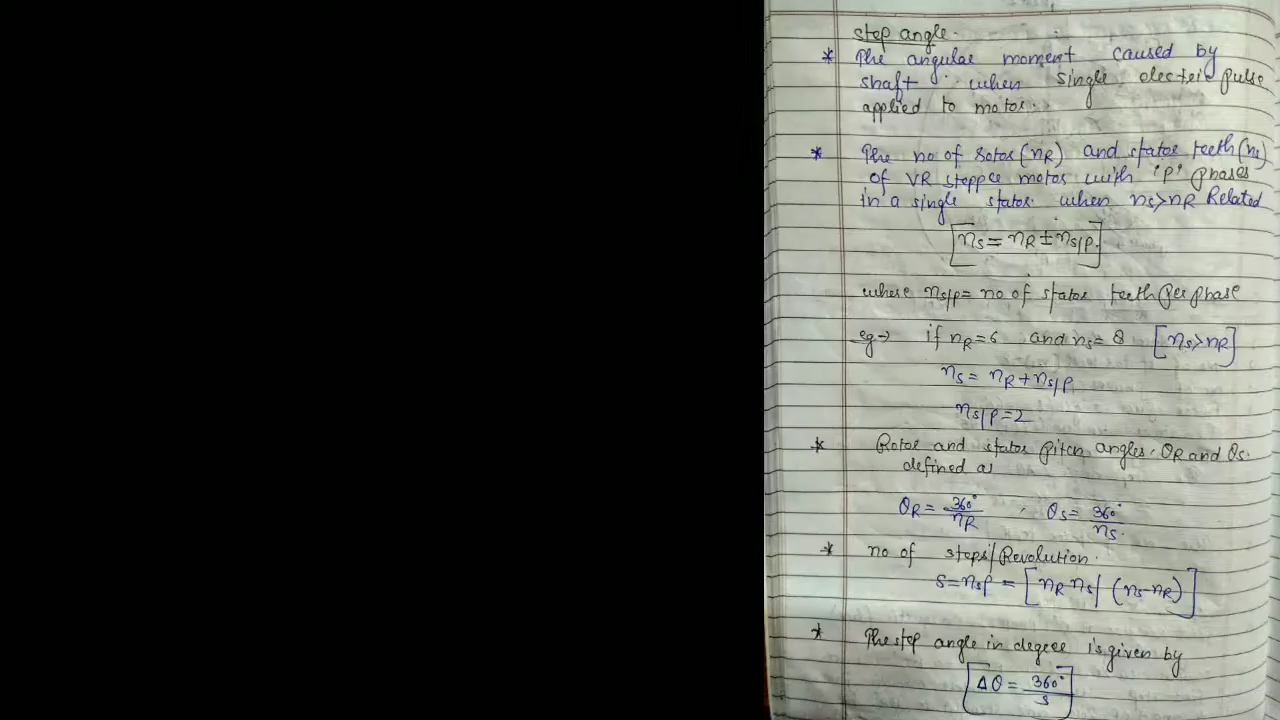 step angle.
* The angular moment caused by
shaft when single electric pulse
applied to motor.
* The no of rotor (nR) and stator teeth (ns)
of VR steppee motor with 'p' phases
in a single stator when ns>nR Related
[ns = nR ± ns/p.]
where ns/p = no of stator teeth per phase
eg → if nR = 6 and ns = 8 [ns>nR]
ns = nR + ns/p
ns/p = 2
* Rotor and stator pitch angles. θR and θs.
defined as
θR = 360°/nR , θs = 360°/ns.
* no of steps/Revolution.
S = nsp = [nR ns / (ns-nR)]
* The step angle in degree is given by
[Δθ = 360°/s]